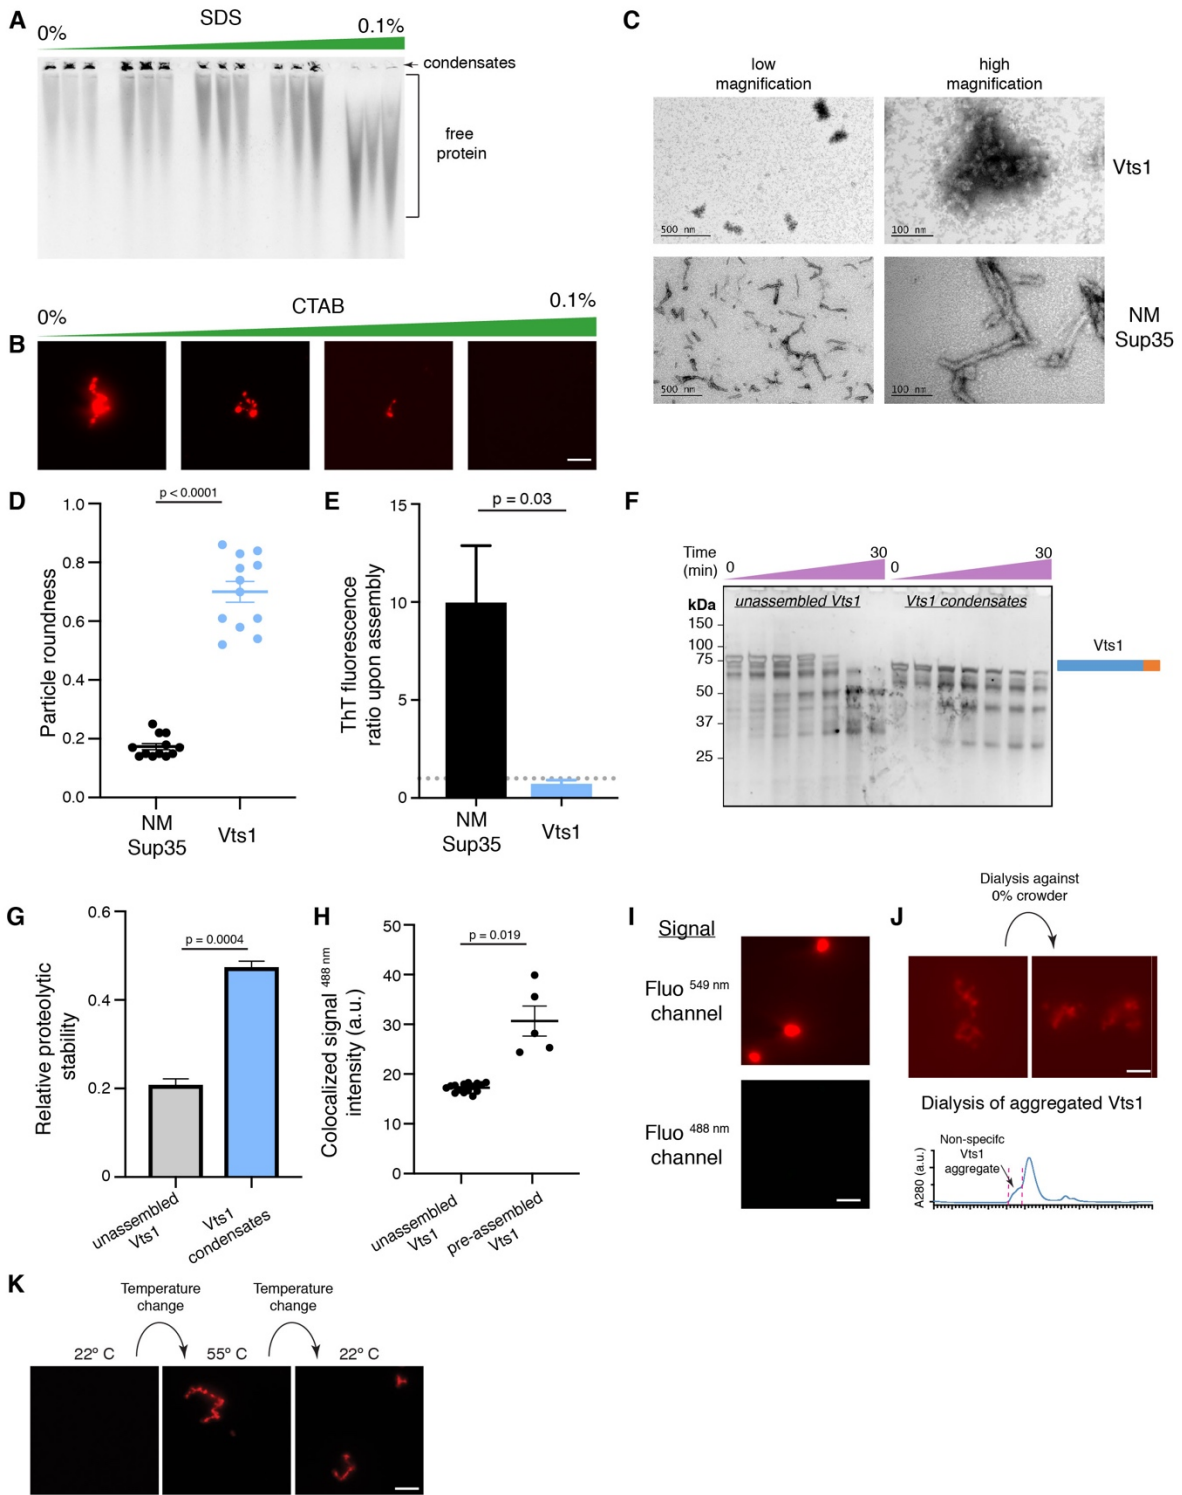 A
SDS
0%
0.1%
condensates
free
protein
B
CTAB
0%
0.1%
C
low
magnification
high
magnification
500 nm
100 nm
Vts1
500 nm
100 nm
NM
Sup35
D
p < 0.0001
Particle roundness
1.0
0.8
0.6
0.4
0.2
0.0
NM
Sup35
Vts1
E
p = 0.03
ThT fluorescence
ratio upon assembly
15
10
5
0
NM
Sup35
Vts1
F
Time
(min)
0
30
0
30
kDa
unassembled Vts1
Vts1 condensates
150
100
75
50
37
25
Vts1
G
p = 0.0004
Relative proteolytic
stability
0.6
0.4
0.2
0
unassembled
Vts1
Vts1
condensates
H
p = 0.019
Colocalized signal 488 nm
intensity (a.u.)
50
40
30
20
10
0
unassembled
Vts1
pre-assembled
Vts1
I
Signal
Fluo 549 nm
channel
Fluo 488 nm
channel
J
Dialysis against
0% crowder
Dialysis of aggregated Vts1
Non-specifc
Vts1
aggregate
A280 (a.u.)
K
Temperature
change
Temperature
change
22º C
55º C
22º C